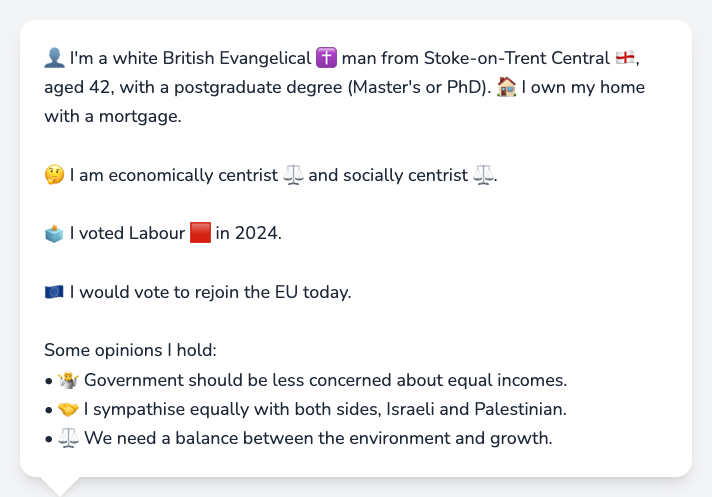 👤 I'm a white British Evangelical ✝️ man from Stoke-on-Trent Central 🏴󠁧󠁢󠁥󠁮󠁧󠁿,
aged 42, with a postgraduate degree (Master's or PhD). 🏠 I own my home
with a mortgage.
🤔 I am economically centrist ⚖️ and socially centrist ⚖️.
🗳️ I voted Labour 🟥 in 2024.
🇪🇺 I would vote to rejoin the EU today.
Some opinions I hold:
• 🤷 Government should be less concerned about equal incomes.
• 🤝 I sympathise equally with both sides, Israeli and Palestinian.
• ⚖️ We need a balance between the environment and growth.